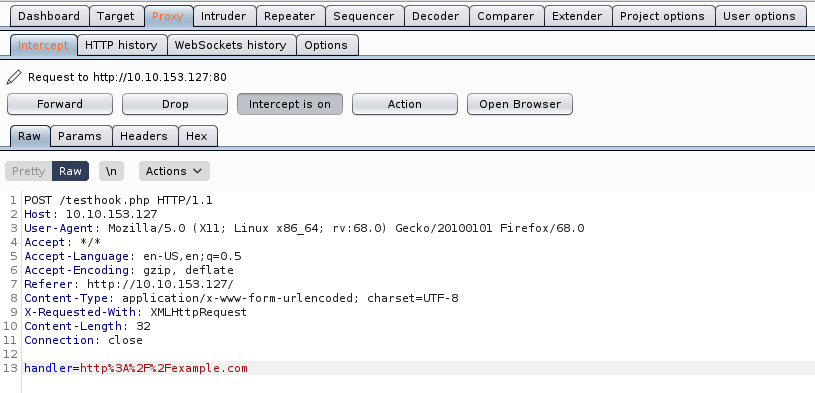 Dashboard Target Proxy Intruder Repeater Sequencer Decoder Comparer Extender Project options User options
Intercept HTTP history WebSockets history Options
Request to http://10.10.153.127:80
Forward Drop Intercept is on Action Open Browser
Raw Params Headers Hex
Pretty Raw \n Actions
1 POST /testhook.php HTTP/1.1
2 Host: 10.10.153.127
3 User-Agent: Mozilla/5.0 (X11; Linux x86_64; rv:68.0) Gecko/20100101 Firefox/68.0
4 Accept: */*
5 Accept-Language: en-US,en;q=0.5
6 Accept-Encoding: gzip, deflate
7 Referer: http://10.10.153.127/
8 Content-Type: application/x-www-form-urlencoded; charset=UTF-8
9 X-Requested-With: XMLHttpRequest
10 Content-Length: 32
11 Connection: close
12
13 handler=http%3A%2F%2Fexample.com